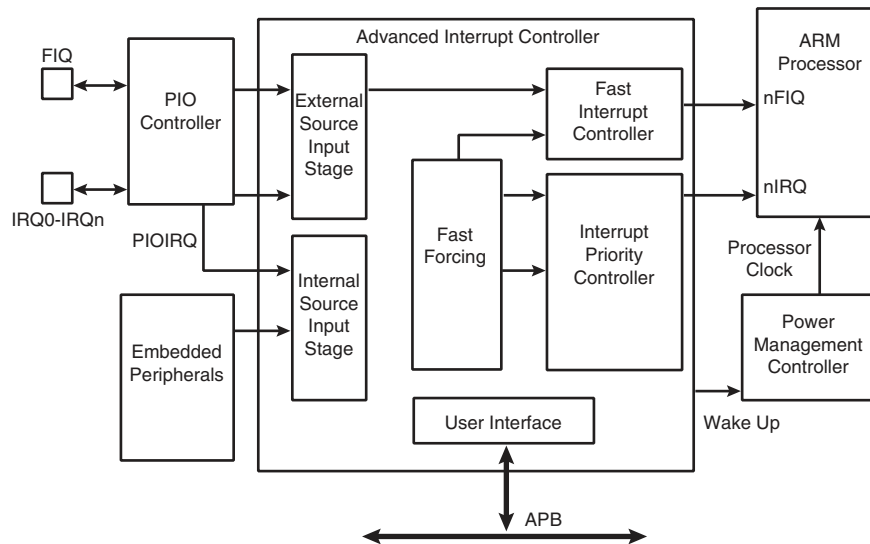 FIQ
PIO
Controller
IRQ0-IRQn
PIOIRQ
Embedded
Peripherals
Advanced Interrupt Controller
External
Source
Input
Stage
Internal
Source
Input
Stage
Fast
Forcing
Fast
Interrupt
Controller
Interrupt
Priority
Controller
User Interface
APB
ARM
Processor
nFIQ
nIRQ
Processor
Clock
Power
Management
Controller
Wake Up